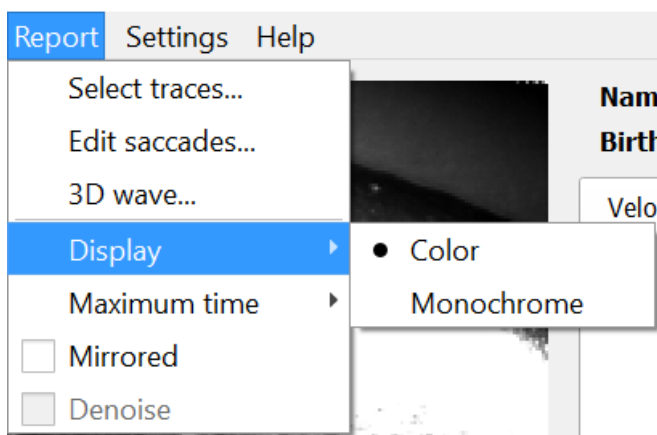 Report Settings Help
Select traces...
Edit saccades...
3D wave...
Display
Color
Monochrome
Maximum time
Mirrored
Denoise
Nam
Birth
Velo